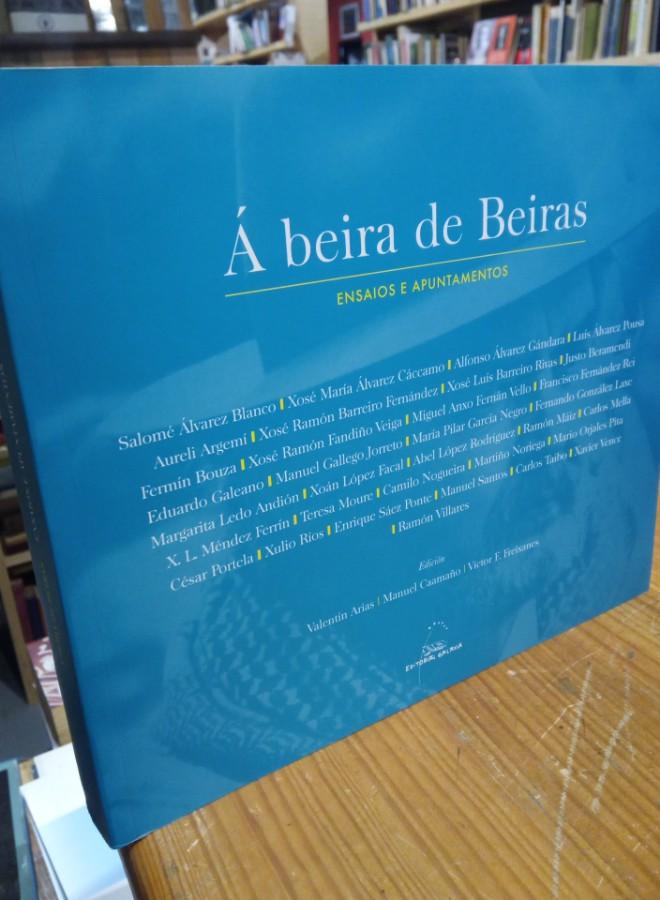 Á beira de Beiras
ENSAIOS E APUNTAMENTOS
Salomé Álvarez Blanco | Xosé María Álvarez Cáccamo | Alfonso Álvarez Gándara | Luís Álvarez Pousa
Aureli Argemí | Xosé Ramón Barreiro Fernández | Xosé Luís Barreiro Rivas | Justo Beramendi
Fermín Bouza | Xosé Ramón Fandiño Veiga | Miguel Anxo Fernán Vello | Francisco Fernández Rei
Eduardo Galeano | Manuel Gallego Jorreto | María Pilar García Negro | Fernando González Laxe
Margarita Ledo Andión | Xoán López Facal | Abel López Rodríguez | Ramón Máiz | Carlos Mella
X. L. Méndez Ferrín | Teresa Moure | Camilo Nogueira | Martiño Noriega | Mario Orjales Pita
César Portela | Xulio Ríos | Enrique Sáez Ponte | Manuel Santos | Carlos Taibo | Xavier Vence
| Ramón Villares
Edición
Valentín Arias | Manuel Caamaño | Víctor F. Freixanes
EDITORIAL GALAXIA